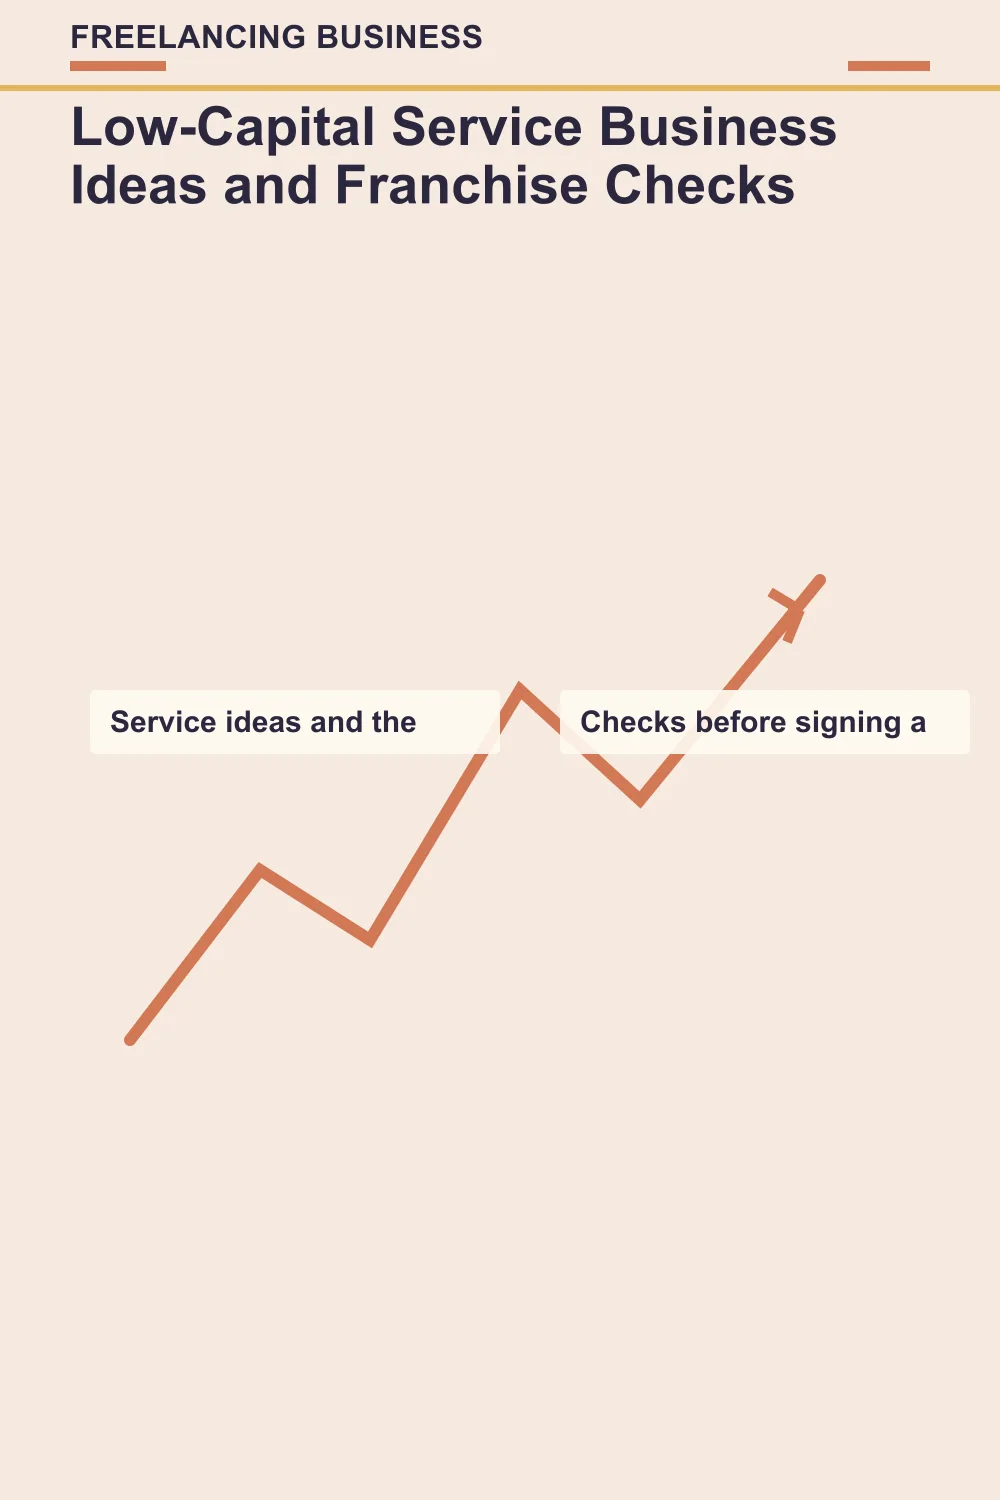 FREELANCING BUSINESS
Low-Capital Service Business
Ideas and Franchise Checks
Service ideas and the
Checks before signing a